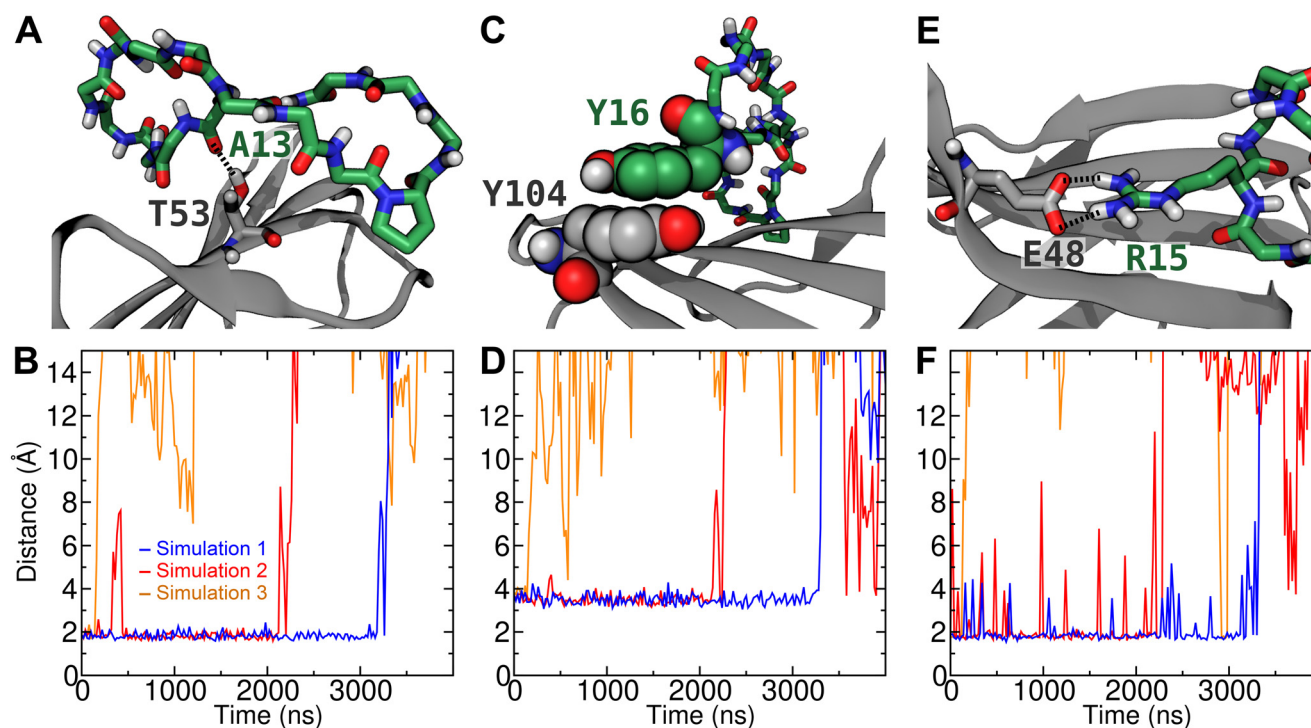 A
A13
T53
C
Y16
Y104
E
E48
R15
B
Distance (Å)
14
12
10
8
6
4
2
0
Simulation 1
Simulation 2
Simulation 3
0
1000
2000
3000
Time (ns)
D
14
12
10
8
6
4
2
0
0
1000
2000
3000
Time (ns)
F
14
12
10
8
6
4
2
0
0
1000
2000
3000
Time (ns)